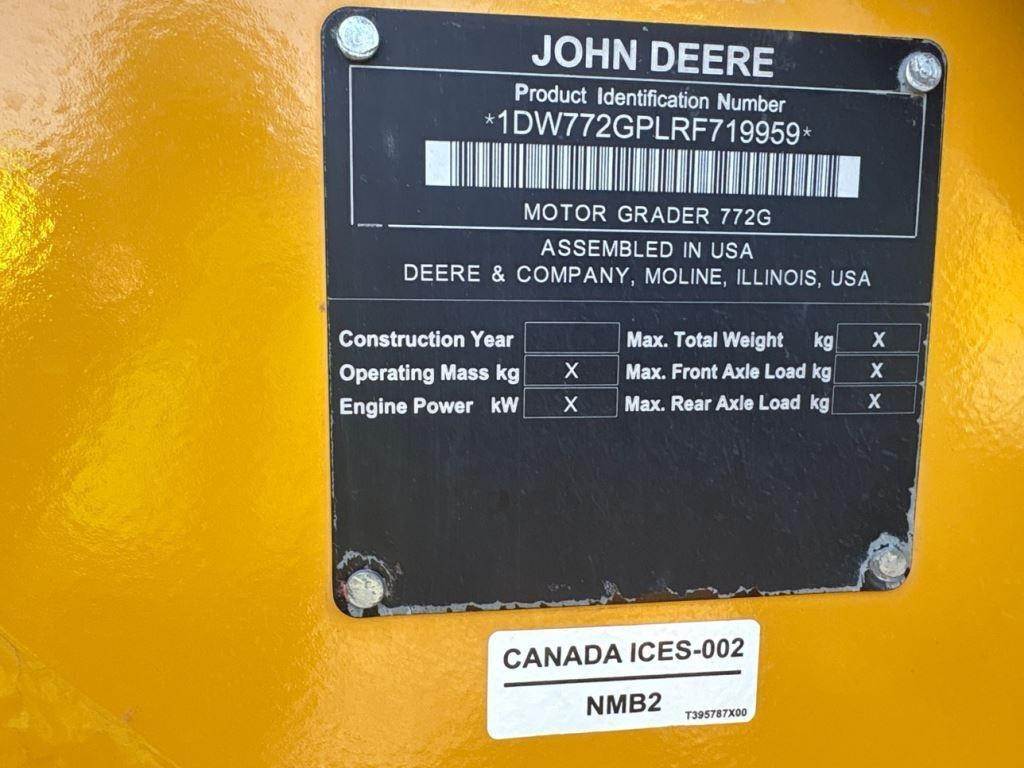 JOHN DEERE
Product Identification Number
*1DW772GPLRF719959*
MOTOR GRADER 772G
ASSEMBLED IN USA
DEERE & COMPANY, MOLINE, ILLINOIS, USA
Construction Year Max. Total Weight kg X
Operating Mass kg X Max. Front Axle Load kg X
Engine Power kW X Max. Rear Axle Load kg X
CANADA ICES-002
NMB2
T395787X00